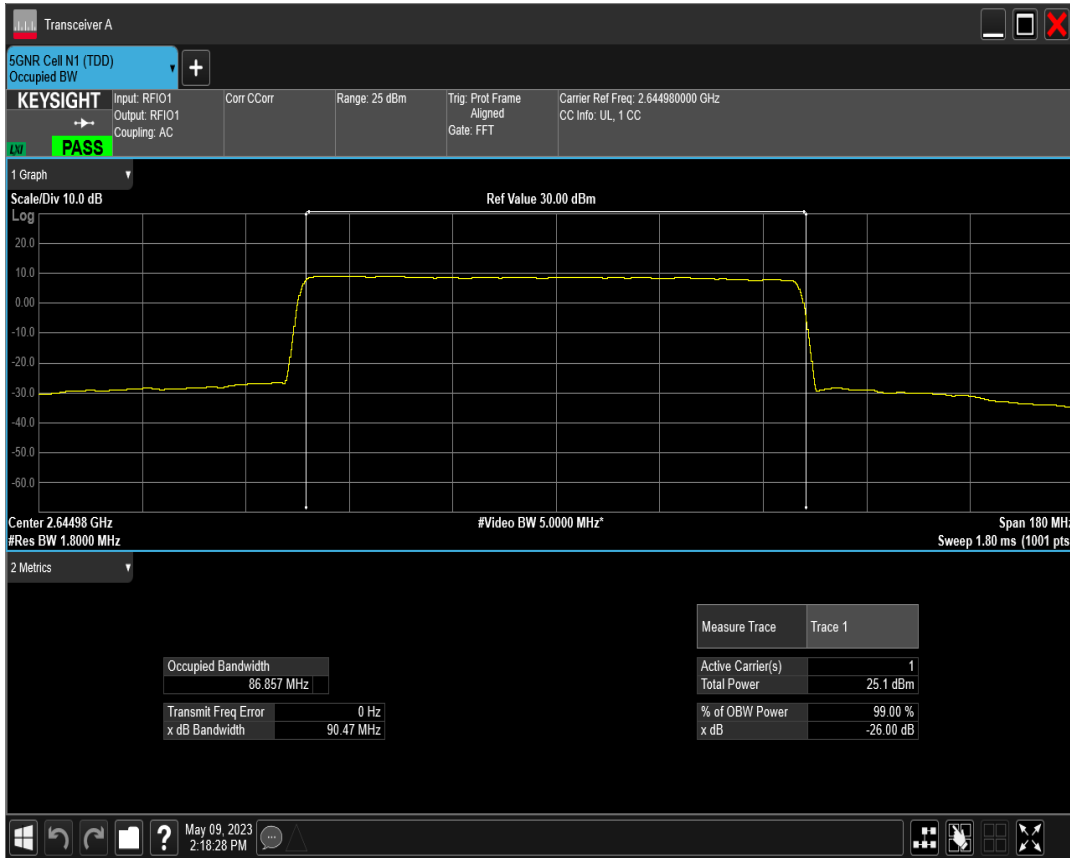 Transceiver A
5GNR Cell N1 (TDD)
Occupied BW
KEYSIGHT
LXI
PASS
Input: RFIO1
Output: RFIO1
Coupling: AC
Corr CCorr
Range: 25 dBm
Trig: Prot Frame
Aligned
Gate: FFT
Carrier Ref Freq: 2.644980000 GHz
CC Info: UL, 1 CC
1 Graph
Scale/Div 10.0 dB
Ref Value 30.00 dBm
Log
20.0
10.0
0.00
-10.0
-20.0
-30.0
-40.0
-50.0
-60.0
Center 2.64498 GHz
#Video BW 5.0000 MHz*
Span 180 MHz
#Res BW 1.8000 MHz
Sweep 1.80 ms (1001 pts
2 Metrics
Measure Trace Trace 1
Occupied Bandwidth
86.857 MHz
Active Carrier(s) 1
Total Power 25.1 dBm
Transmit Freq Error 0 Hz
x dB Bandwidth 90.47 MHz
% of OBW Power 99.00 %
x dB -26.00 dB
?
May 09, 2023
2:18:28 PM